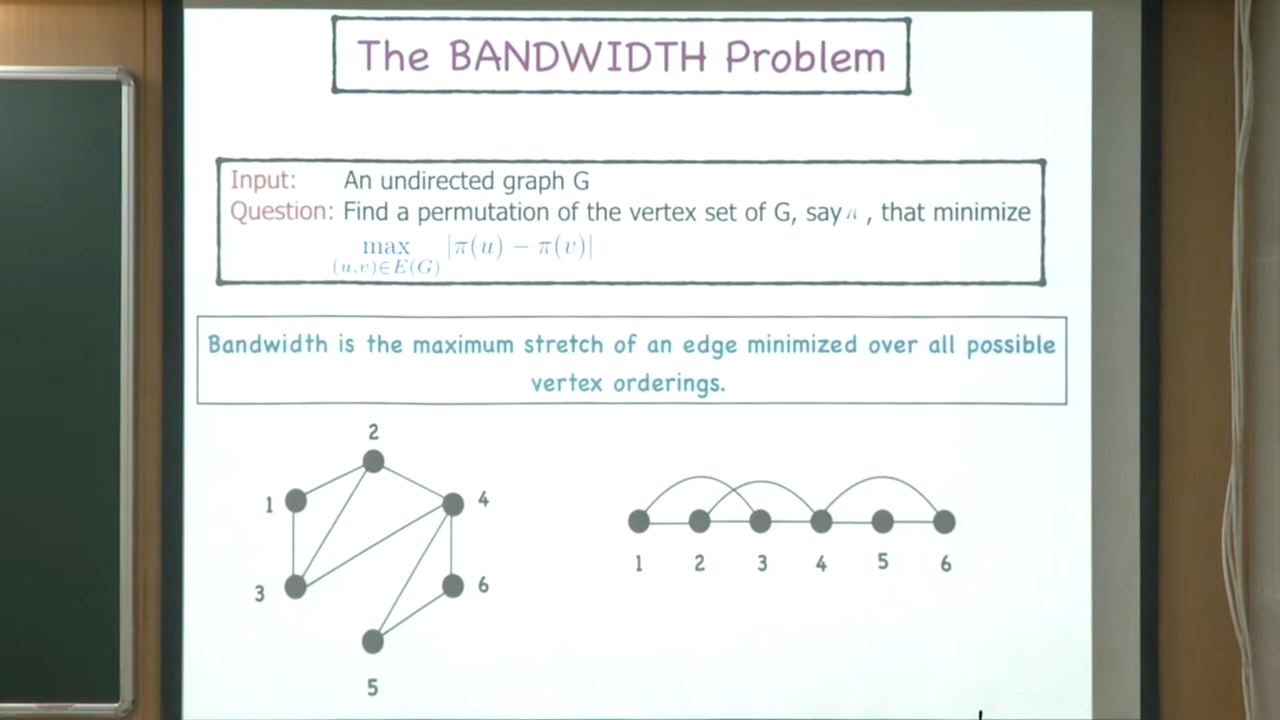 The BANDWIDTH Problem
Input: An undirected graph G
Question: Find a permutation of the vertex set of G, say π , that minimize
max |π(u) − π(v)|
(u,v)∈E(G)
Bandwidth is the maximum stretch of an edge minimized over all possible
vertex orderings.
2
1 4
3 6
5
1 2 3 4 5 6